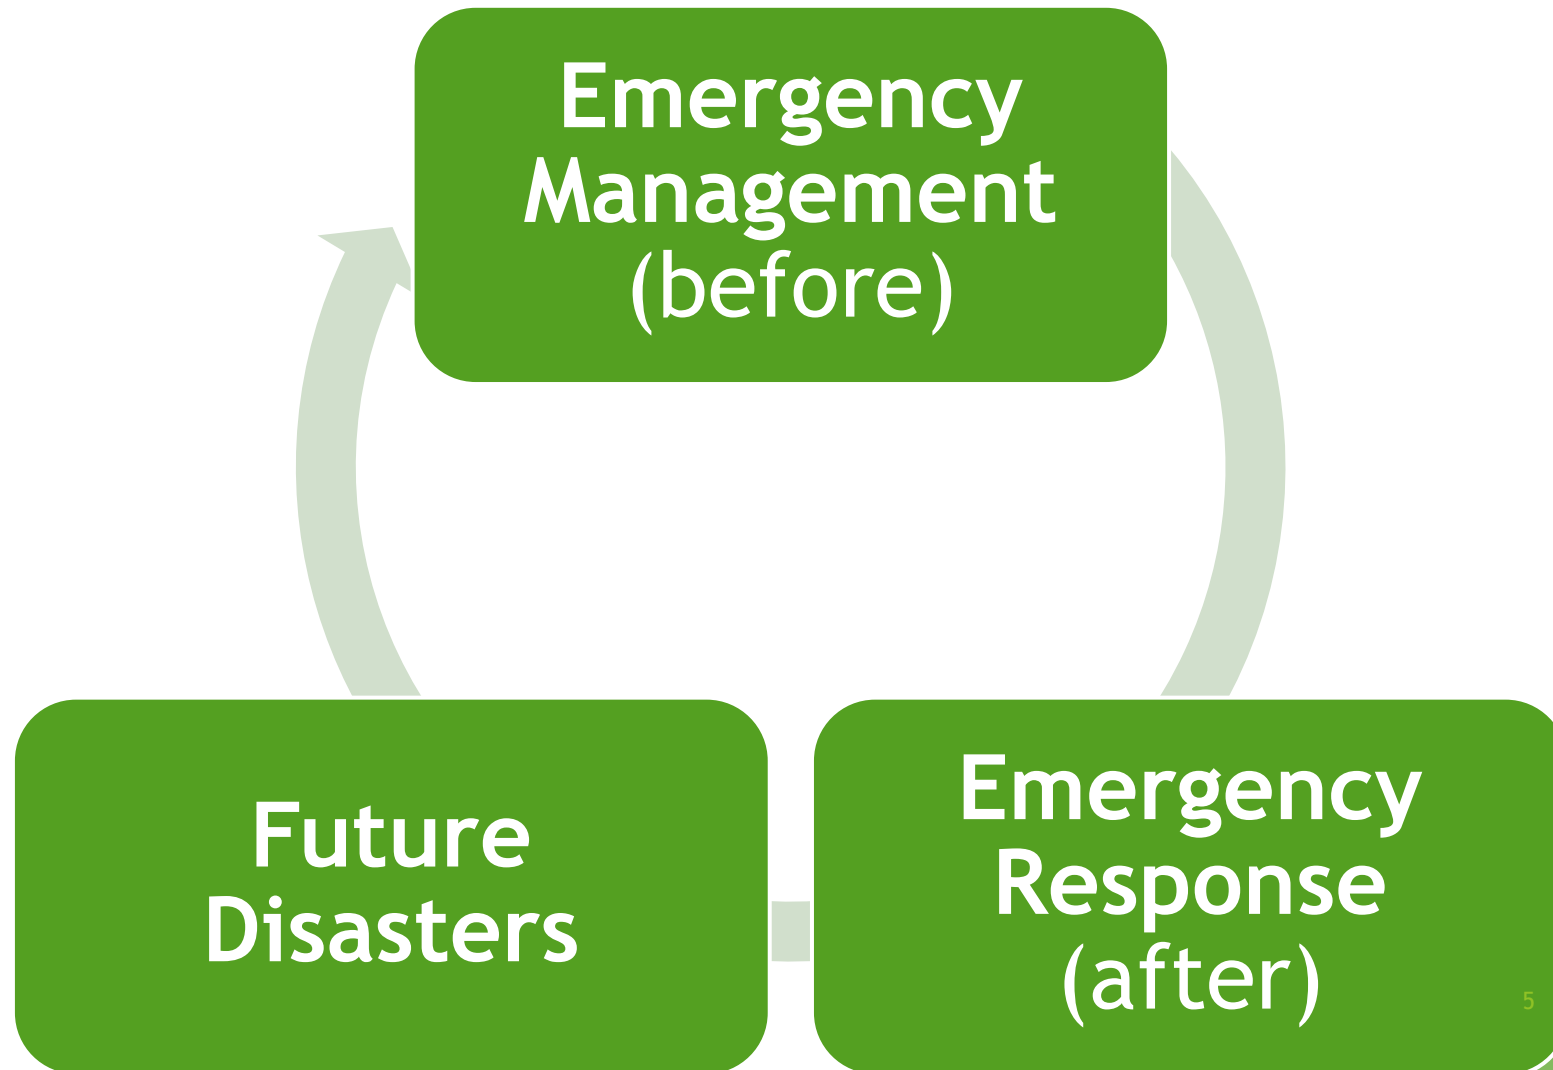 Emergency
Management
(before)
Future
Disasters
Emergency
Response
(after)
5